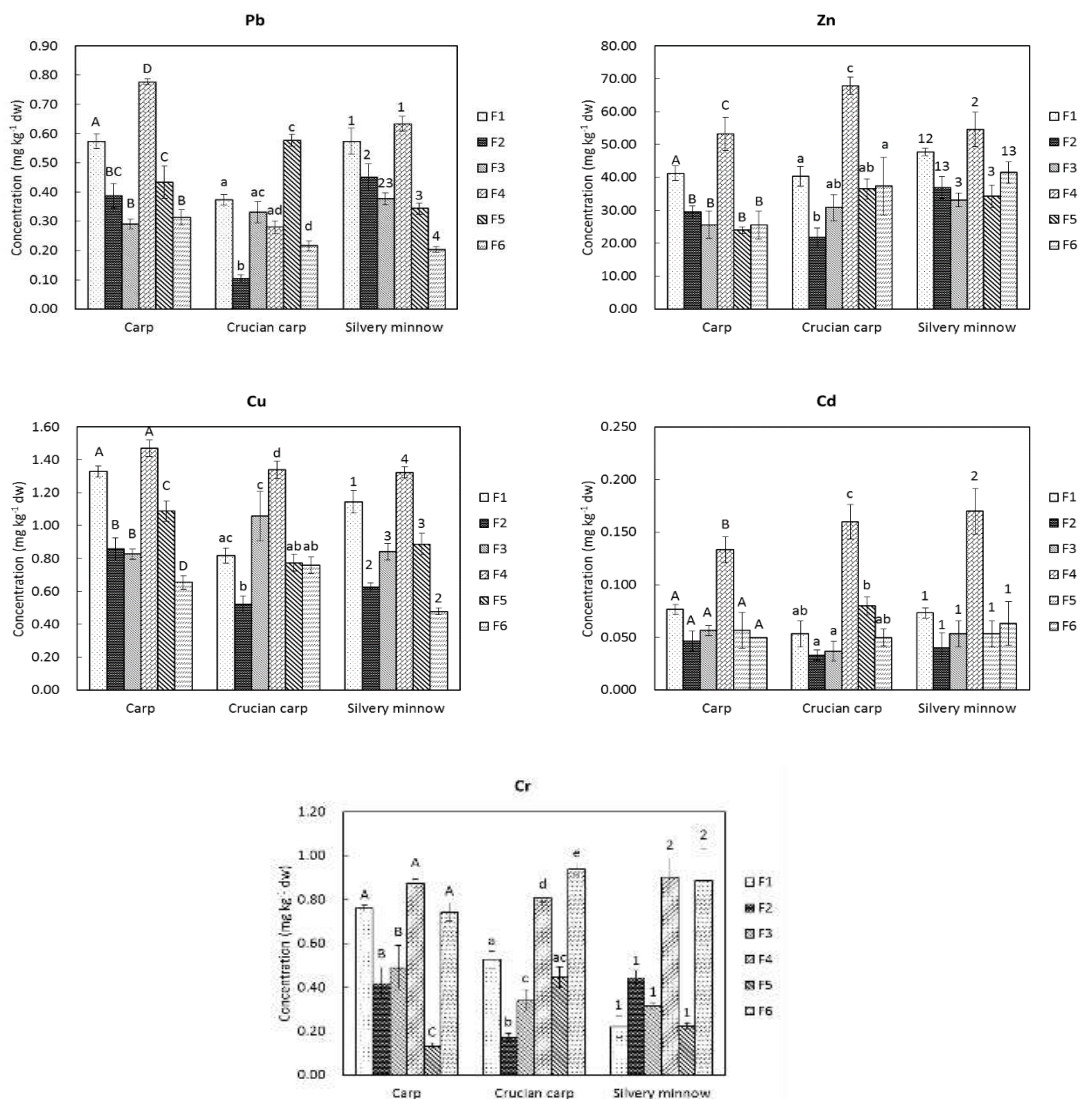 Pb
Concentration (mg kg⁻¹ dw)
0.90
0.80
0.70
0.60
0.50
0.40
0.30
0.20
0.10
0.00
A BC B D C B
a b ac ad c d
1 2 23 1 3 4
Carp Crucian carp Silvery minnow
F1
F2
F3
F4
F5
F6
Zn
Concentration (mg kg⁻¹ dw)
80.00
70.00
60.00
50.00
40.00
30.00
20.00
10.00
0.00
A B B C B B
a b ab c ab a
12 13 3 2 3 13
Carp Crucian carp Silvery minnow
F1
F2
F3
F4
F5
F6
Cu
Concentration (mg kg⁻¹ dw)
1.60
1.40
1.20
1.00
0.80
0.60
0.40
0.20
0.00
A B B A C D
ac b c d ab ab
1 2 3 4 3 2
Carp Crucian carp Silvery minnow
F1
F2
F3
F4
F5
F6
Cd
Concentration (mg kg⁻¹ dw)
0.250
0.200
0.150
0.100
0.050
0.000
A A A B A A
ab a a c b ab
1 1 1 2 1 1
Carp Crucian carp Silvery minnow
F1
F2
F3
F4
F5
F6
Cr
Concentration (mg kg⁻¹ dw)
1.20
1.00
0.80
0.60
0.40
0.20
0.00
A B B A C A
a b c d ac e
1 1 1 2 1 2
Carp Crucian carp Silvery minnow
F1
F2
F3
F4
F5
F6